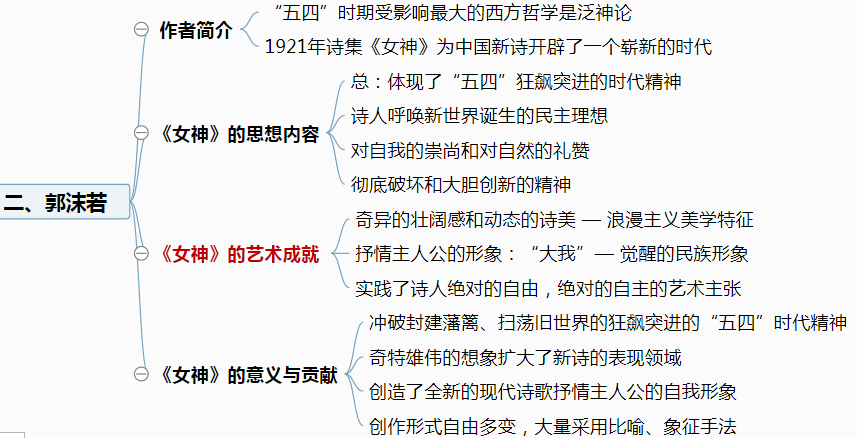 二、郭沫若
作者简介
“五四”时期受影响最大的西方哲学是泛神论
1921年诗集《女神》为中国新诗开辟了一个崭新的时代
《女神》的思想内容
总：体现了“五四”狂飙突进的时代精神
诗人呼唤新世界诞生的民主理想
对自我的崇尚和对自然的礼赞
彻底破坏和大胆创新的精神
《女神》的艺术成就
奇异的壮阔感和动态的诗美 — 浪漫主义美学特征
抒情主人公的形象：“大我”— 觉醒的民族形象
实践了诗人绝对的自由，绝对的自主的艺术主张
《女神》的意义与贡献
冲破封建藩篱、扫荡旧世界的狂飙突进的“五四”时代精神
奇特雄伟的想象扩大了新诗的表现领域
创造了全新的现代诗歌抒情主人公的自我形象
创作形式自由多变，大量采用比喻、象征手法